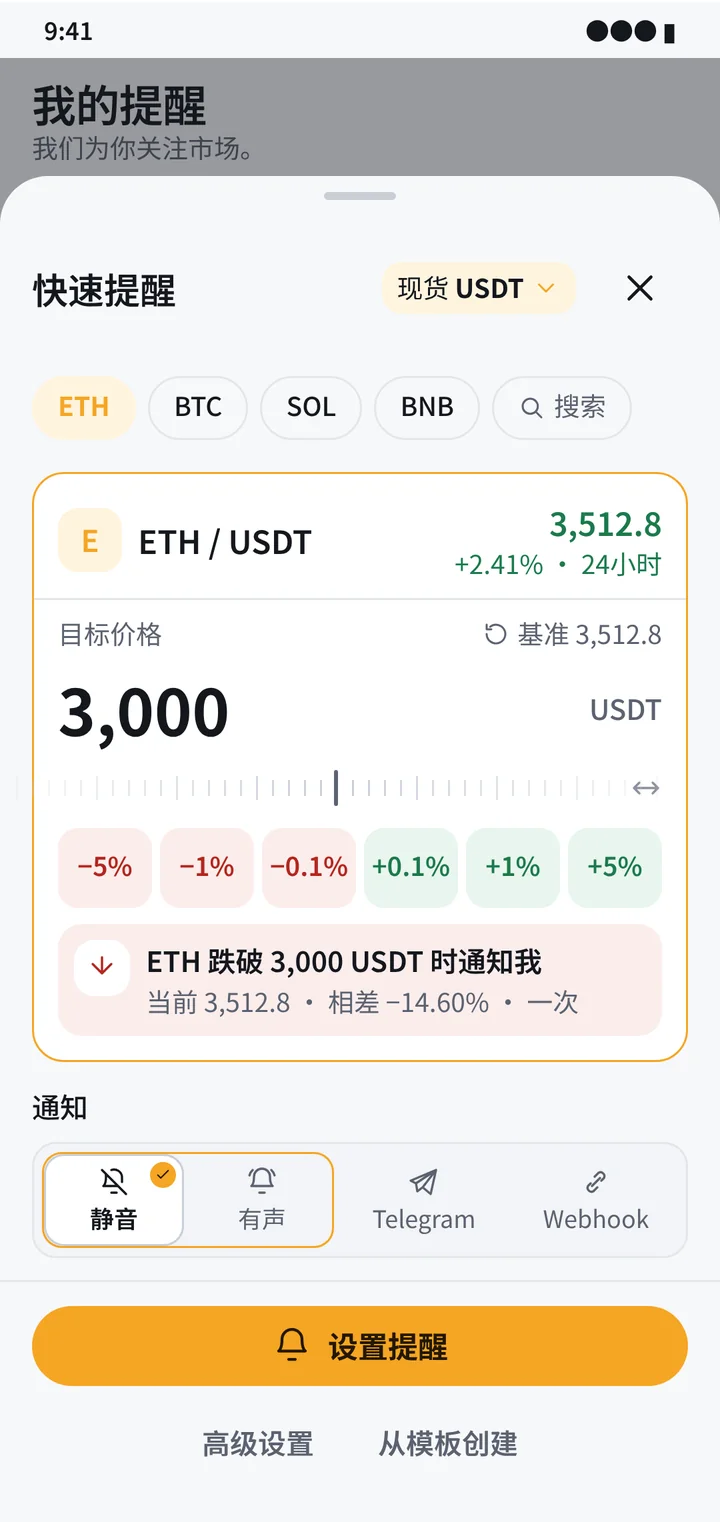 9:41
我的提醒
我们为你关注市场。
快速提醒
现货 USDT
ETH
BTC
SOL
BNB
搜索
E
ETH / USDT
3,512.8
+2.41% • 24小时
目标价格
基准 3,512.8
3,000
USDT
−5%
−1%
−0.1%
+0.1%
+1%
+5%
ETH 跌破 3,000 USDT 时通知我
当前 3,512.8 • 相差 −14.60% • 一次
通知
静音
有声
Telegram
Webhook
设置提醒
高级设置
从模板创建